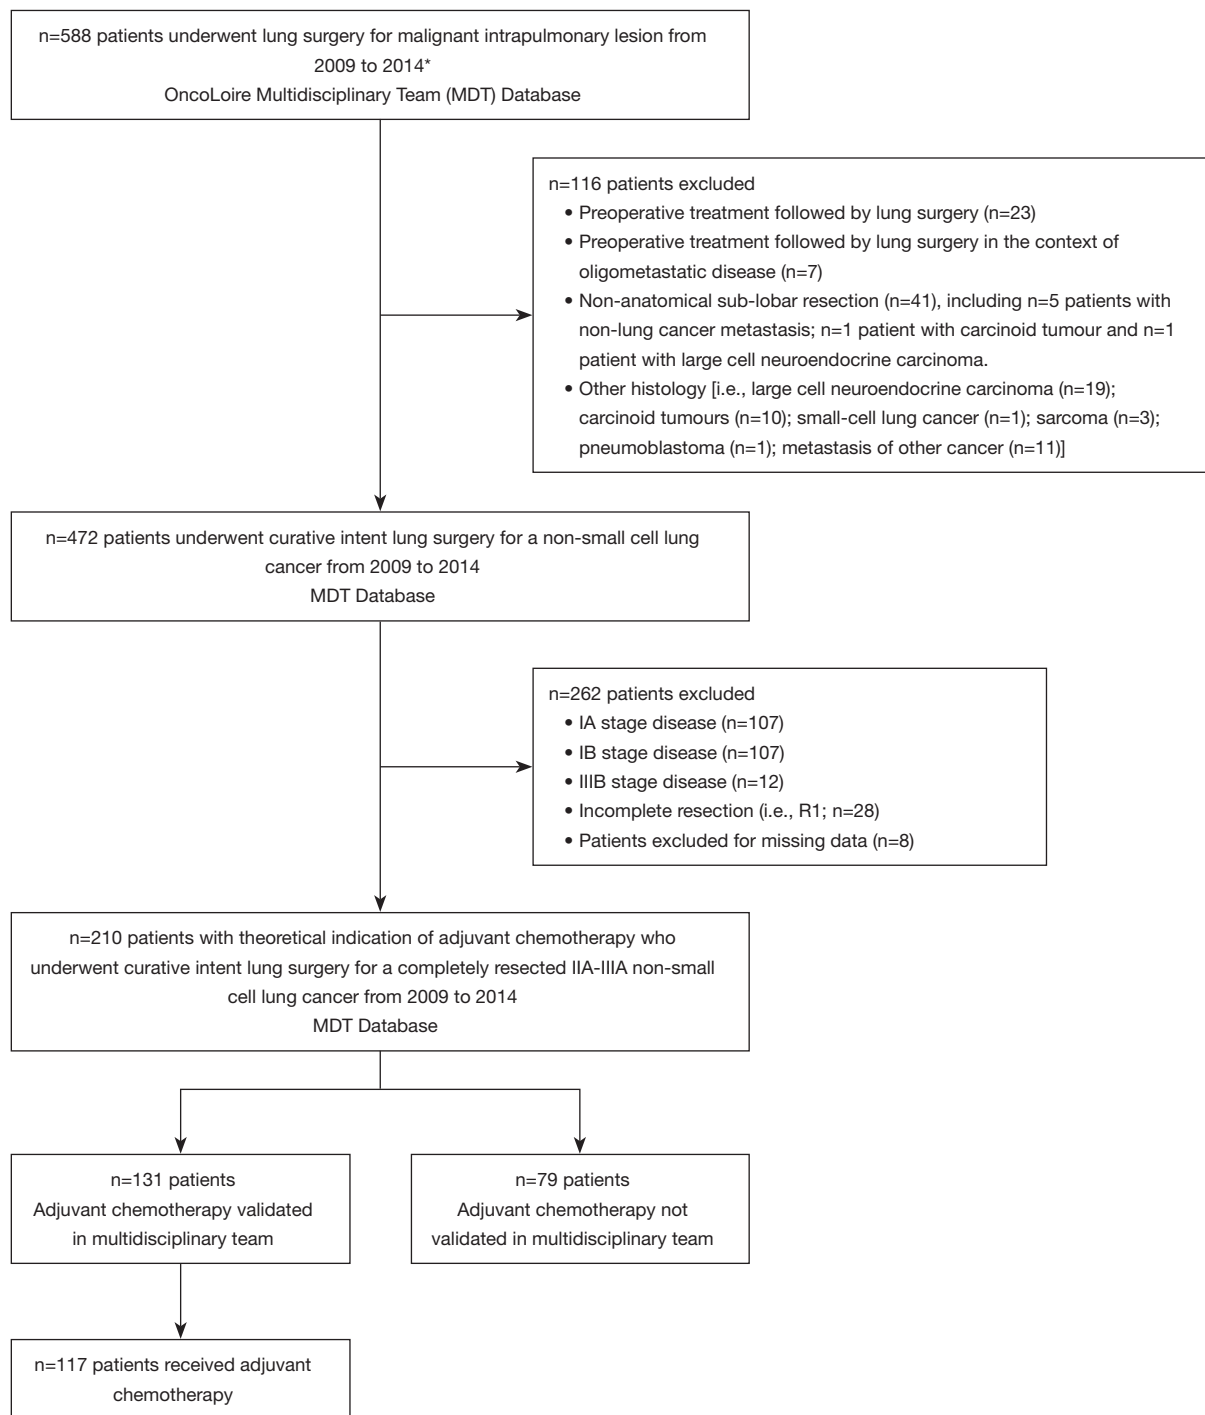 n=588 patients underwent lung surgery for malignant intrapulmonary lesion from
2009 to 2014*
OncoLoire Multidisciplinary Team (MDT) Database
n=116 patients excluded
• Preoperative treatment followed by lung surgery (n=23)
• Preoperative treatment followed by lung surgery in the context of
oligometastatic disease (n=7)
• Non-anatomical sub-lobar resection (n=41), including n=5 patients with
non-lung cancer metastasis; n=1 patient with carcinoid tumour and n=1
patient with large cell neuroendocrine carcinoma.
• Other histology [i.e., large cell neuroendocrine carcinoma (n=19);
carcinoid tumours (n=10); small-cell lung cancer (n=1); sarcoma (n=3);
pneumoblastoma (n=1); metastasis of other cancer (n=11)]
n=472 patients underwent curative intent lung surgery for a non-small cell lung
cancer from 2009 to 2014
MDT Database
n=262 patients excluded
• IA stage disease (n=107)
• IB stage disease (n=107)
• IIIB stage disease (n=12)
• Incomplete resection (i.e., R1; n=28)
• Patients excluded for missing data (n=8)
n=210 patients with theoretical indication of adjuvant chemotherapy who
underwent curative intent lung surgery for a completely resected IIA-IIIA non-small
cell lung cancer from 2009 to 2014
MDT Database
n=131 patients
Adjuvant chemotherapy validated
in multidisciplinary team
n=79 patients
Adjuvant chemotherapy not
validated in multidisciplinary team
n=117 patients received adjuvant
chemotherapy